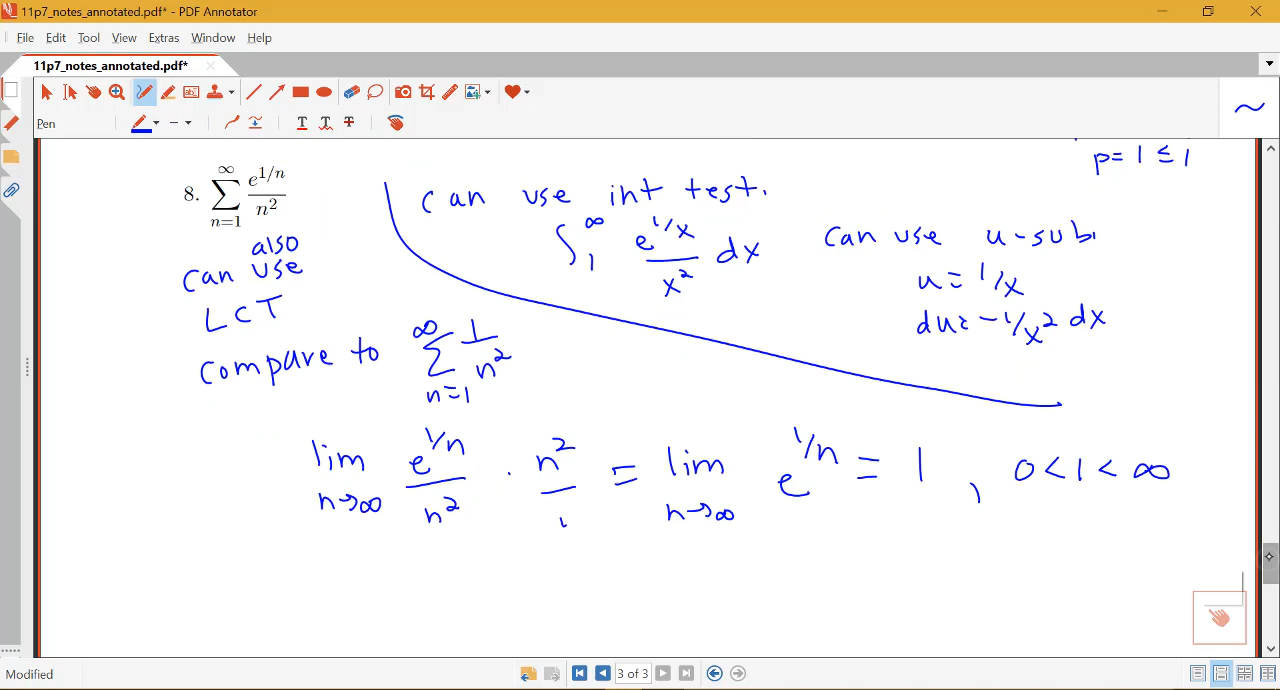 11p7_notes_annotated.pdf* - PDF Annotator
File Edit Tool View Extras Window Help
11p7_notes_annotated.pdf*
Pen
p = 1 ≤ 1
8. ∑_{n=1}^{∞} e^{1/n}/n^2
can use int test.
∫_1^∞ e^{1/x}/x^2 dx
can use u-sub.
u = 1/x
du = -1/x^2 dx
also
can use
LCT
compare to ∑_{n=1}^{∞} 1/n^2
lim_{n→∞} e^{1/n}/n^2 · n^2/1 = lim_{n→∞} e^{1/n} = 1 , 0 < 1 < ∞
Modified
3 of 3